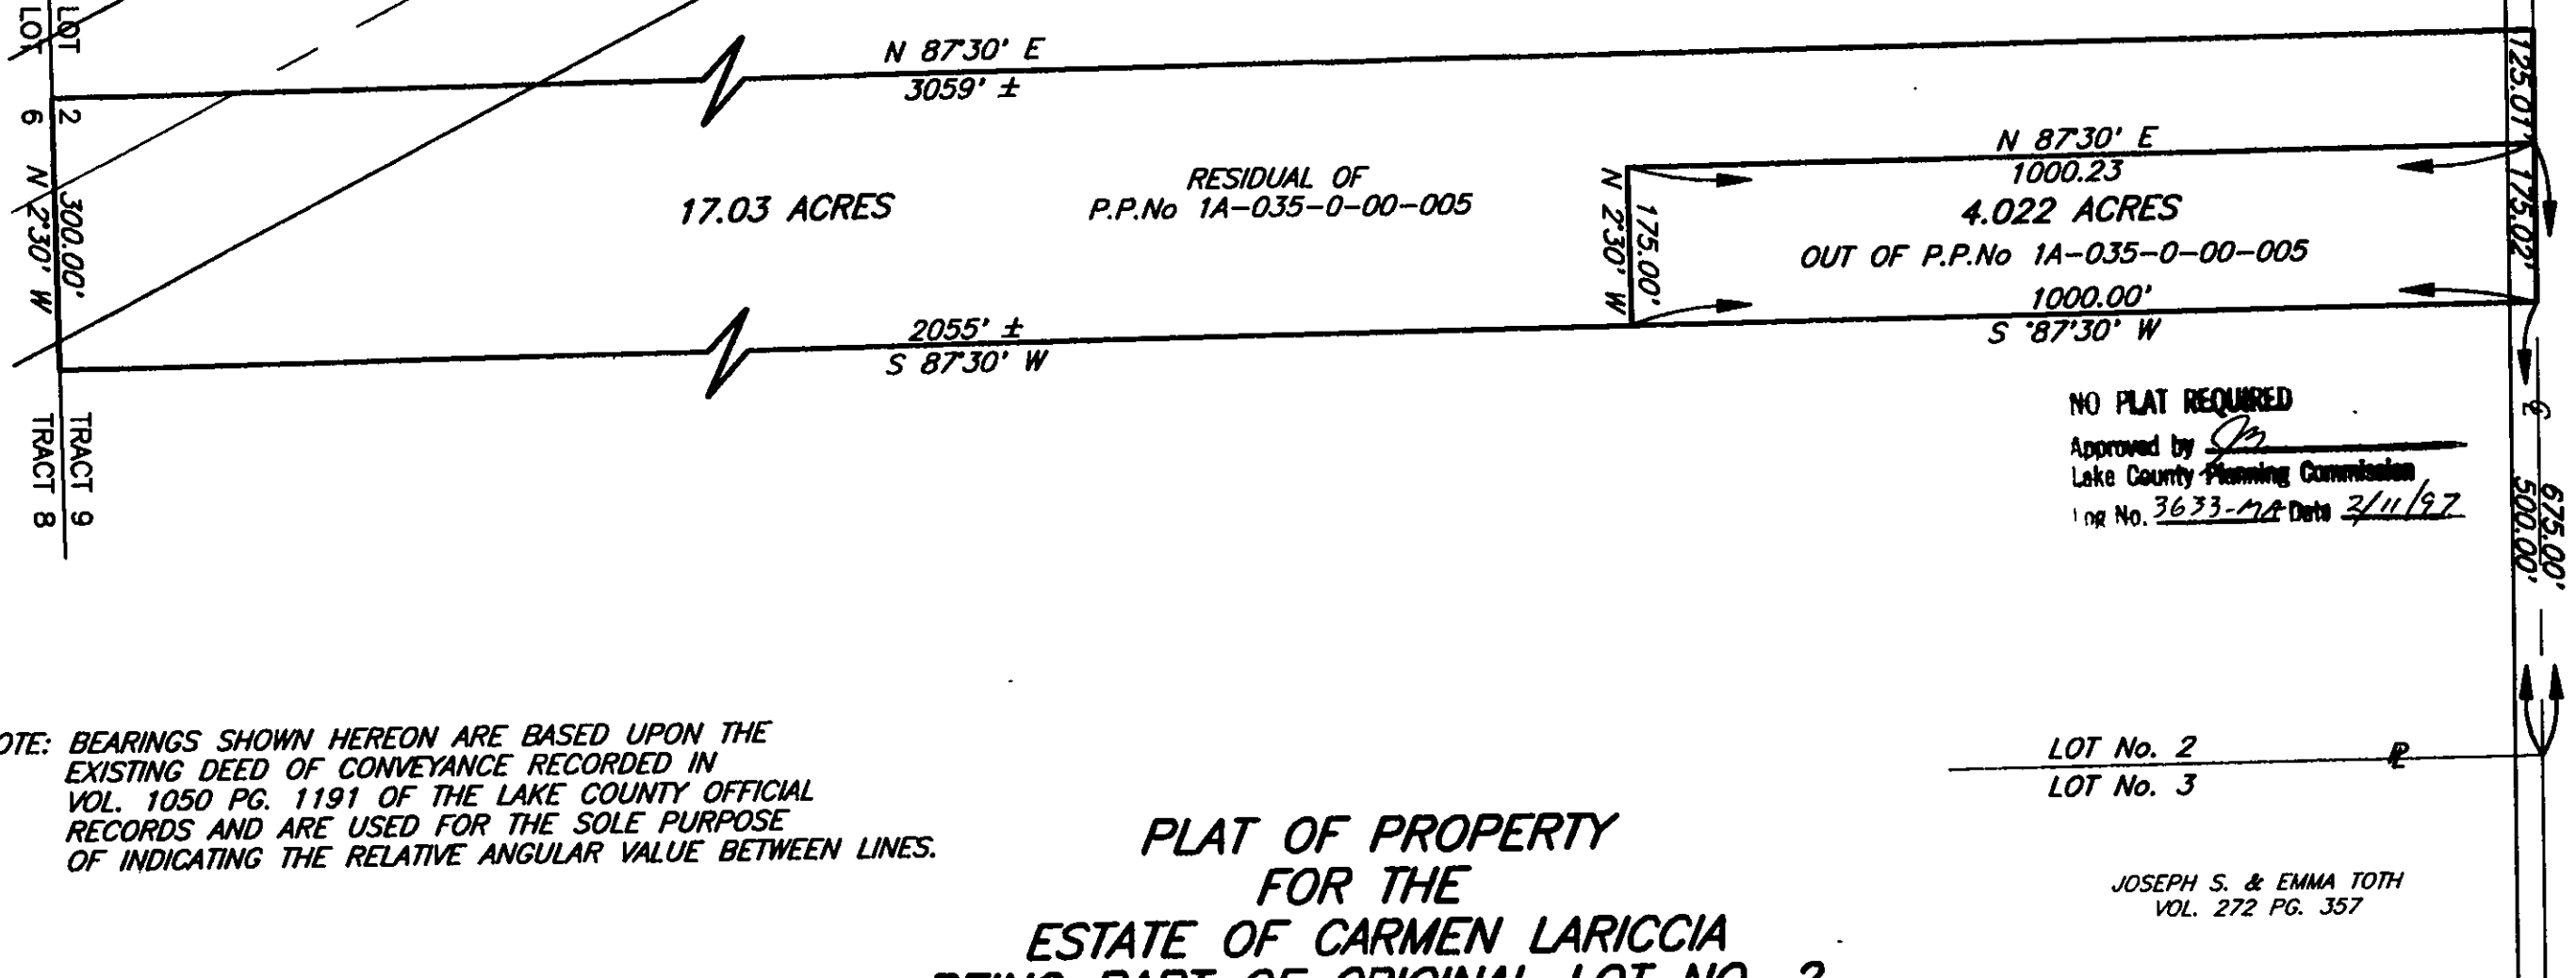 LOT 2
LOT 6
N 87°30' E
3059' ±
125.01'
N 87°30' E
1000.23
4.022 ACRES
OUT OF P.P.No 1A-035-0-00-005
1000.00'
S 87°30' W
175.02'
N 2°30' W
175.00'
RESIDUAL OF
P.P.No 1A-035-0-00-005
17.03 ACRES
300.00'
N 2°30' W
2055' ±
S 87°30' W
TRACT 9
TRACT 8
NO PLAT REQUIRED
Approved by
Lake County Planning Commission
Log No. 3633-MA Date 2/11/97
675.00'
500.00'
OTE: BEARINGS SHOWN HEREON ARE BASED UPON THE
EXISTING DEED OF CONVEYANCE RECORDED IN
VOL. 1050 PG. 1191 OF THE LAKE COUNTY OFFICIAL
RECORDS AND ARE USED FOR THE SOLE PURPOSE
OF INDICATING THE RELATIVE ANGULAR VALUE BETWEEN LINES.
LOT No. 2
LOT No. 3
PLAT OF PROPERTY
FOR THE
ESTATE OF CARMEN LARICCIA
BEING PART OF ORIGINAL LOT NO. 2
JOSEPH S. & EMMA TOTH
VOL. 272 PG. 357